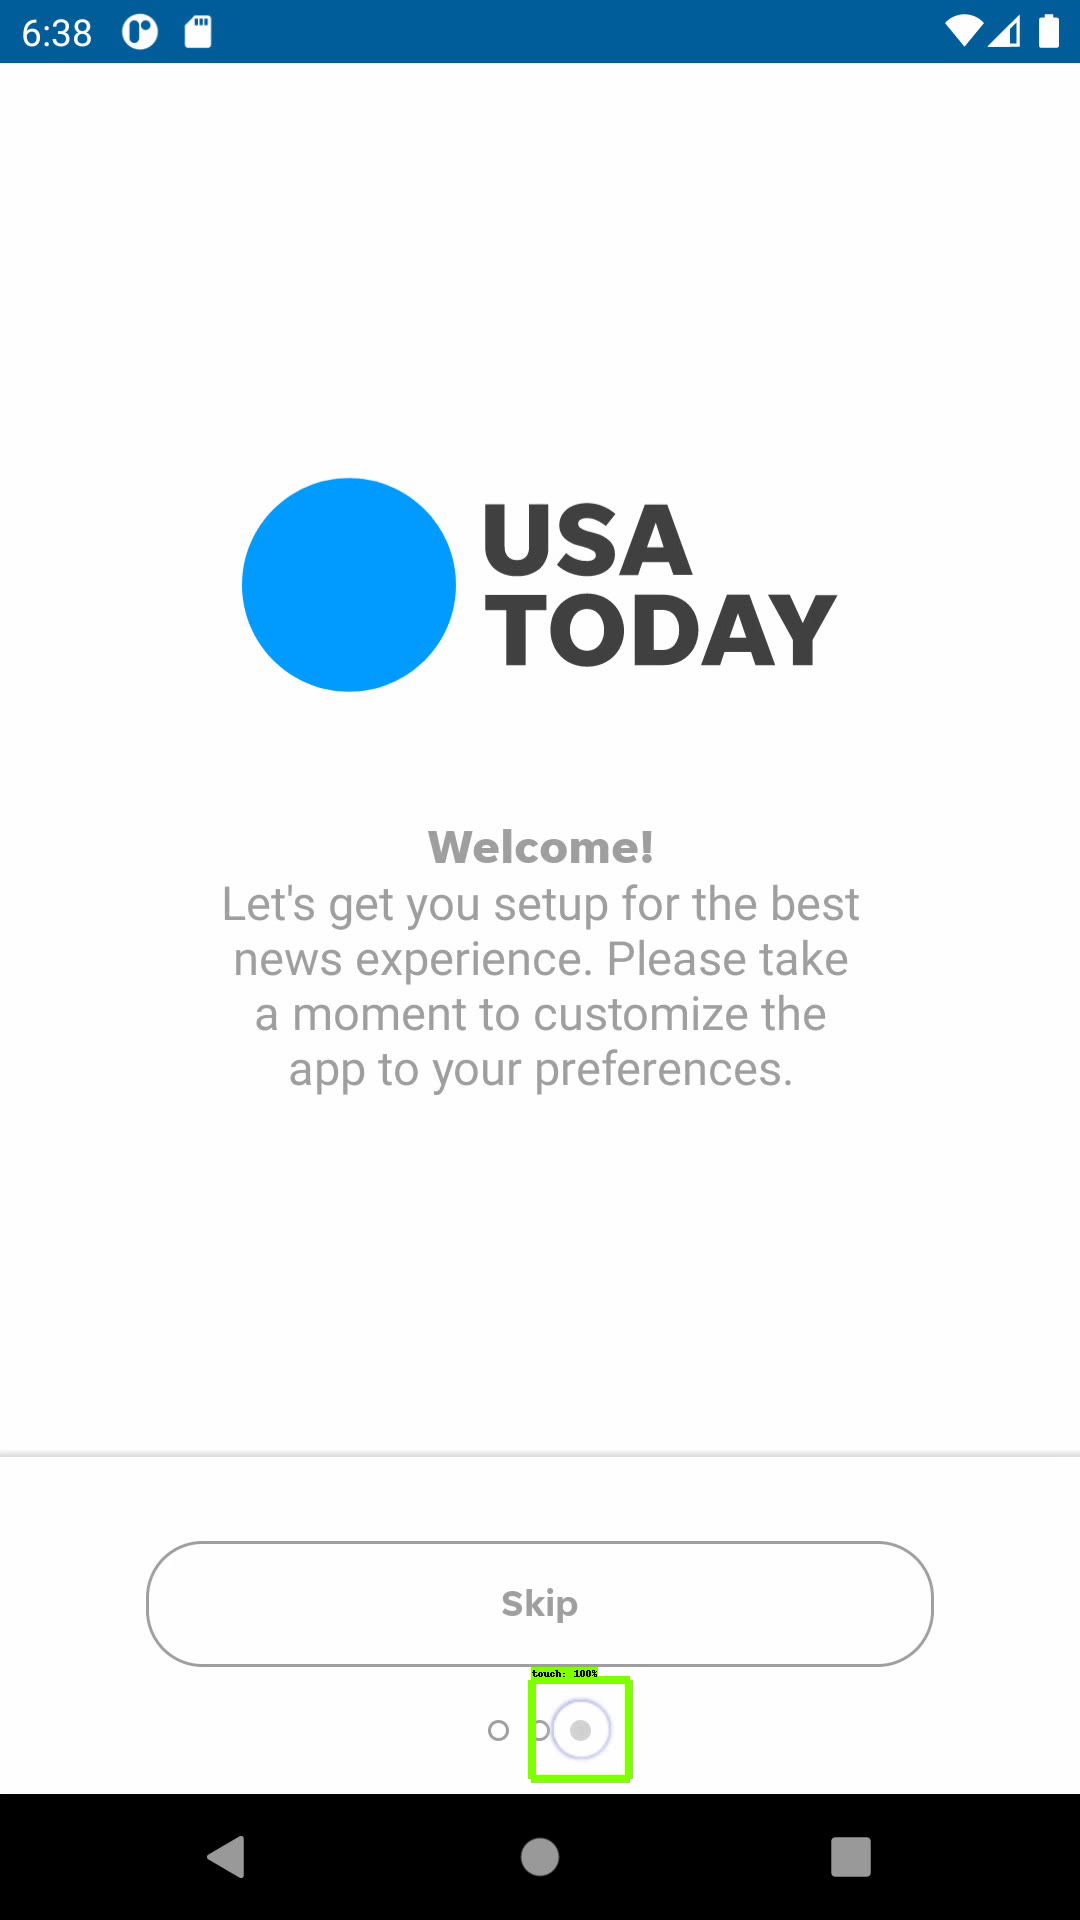 6:38
USA
TODAY
Welcome!
Let's get you setup for the best
news experience. Please take
a moment to customize the
app to your preferences.
Skip
touch: 100%